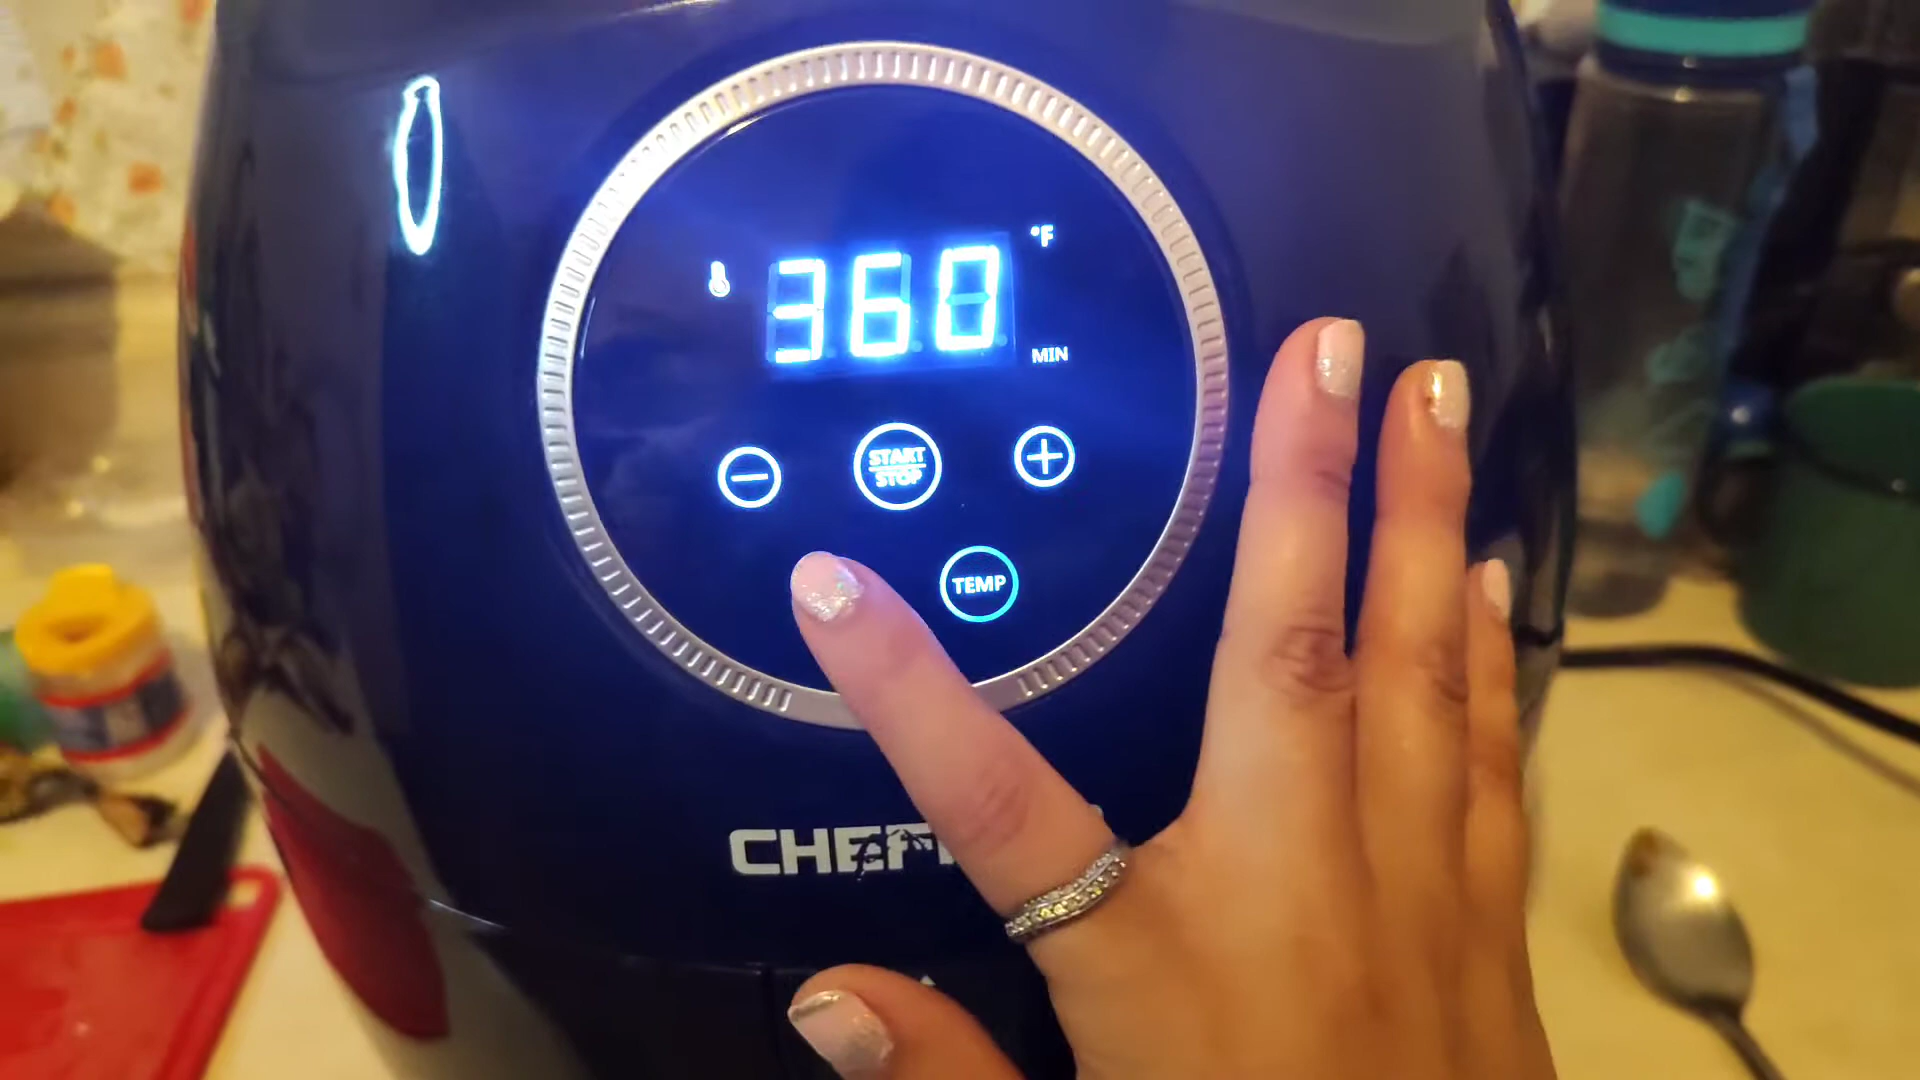 °F
360
MIN
−
START
STOP
+
TEMP
CHEF